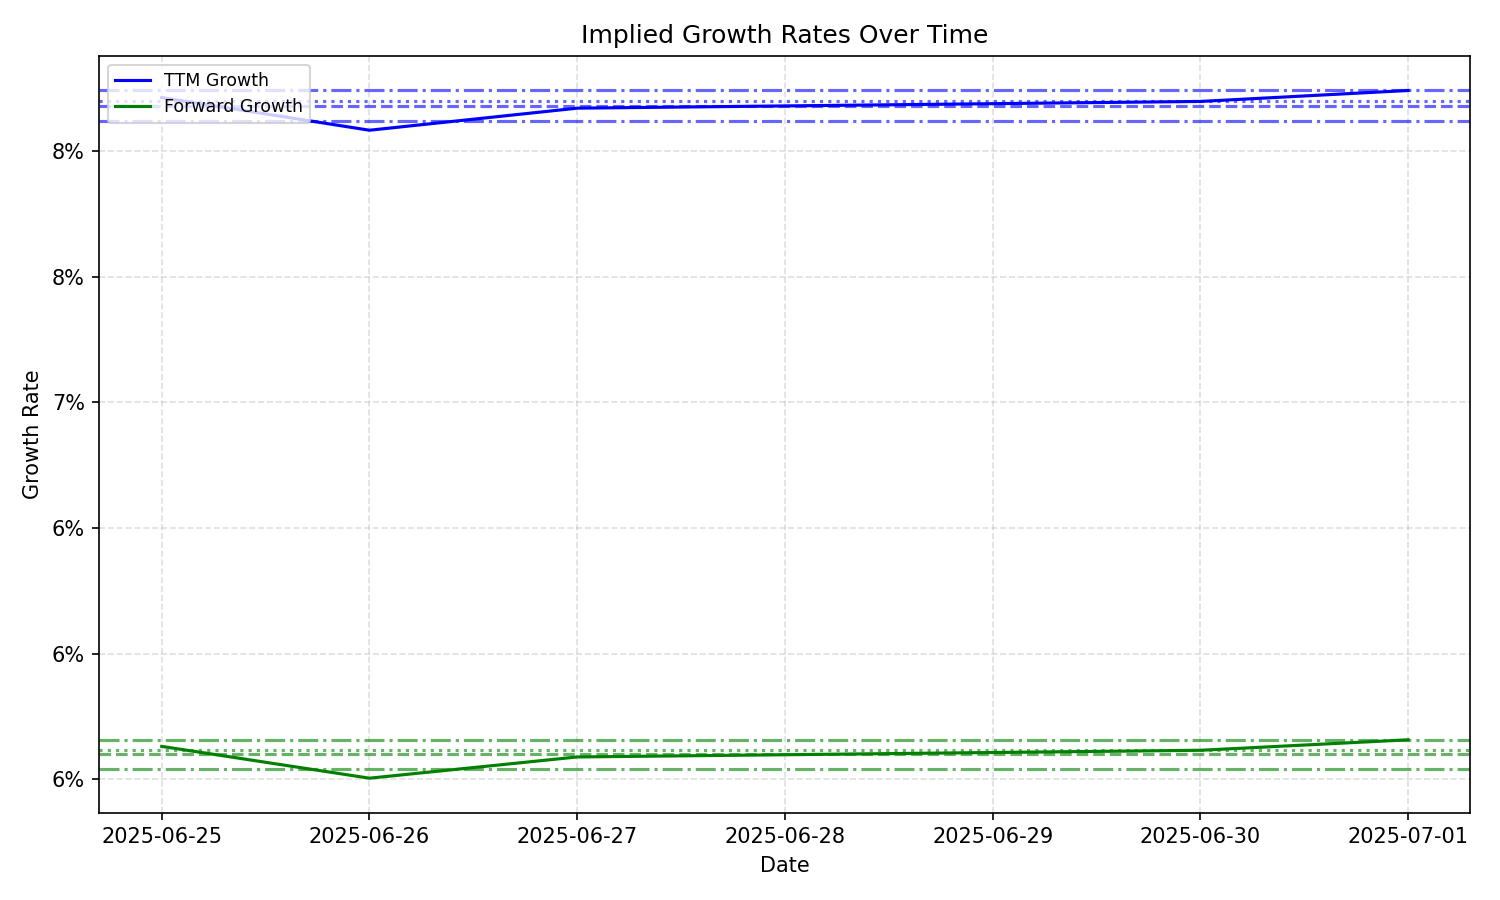 Implied Growth Rates Over Time
TTM Growth
Forward Growth
8%
8%
7%
6%
6%
6%
Growth Rate
2025-06-25
2025-06-26
2025-06-27
2025-06-28
2025-06-29
2025-06-30
2025-07-01
Date